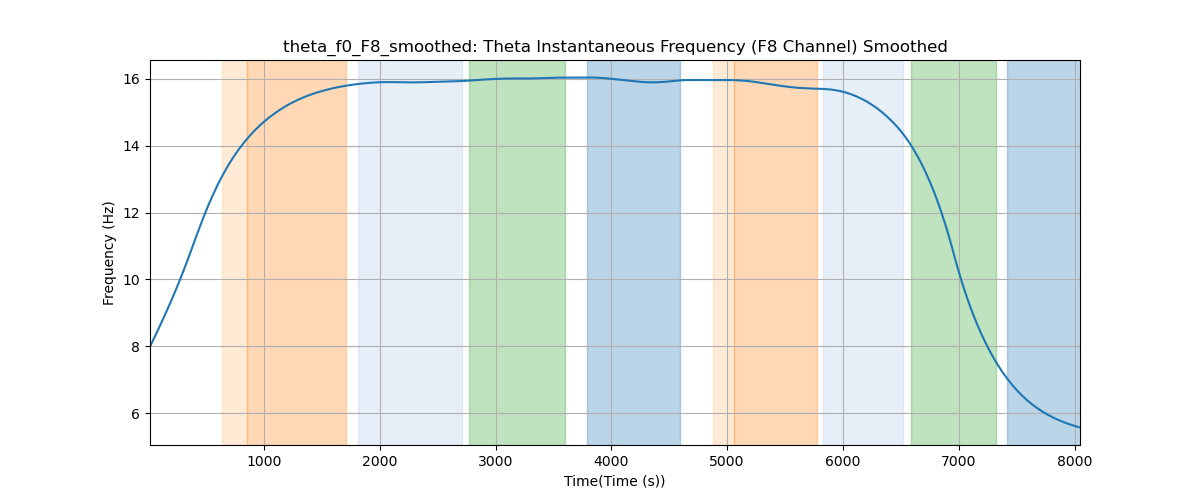 theta_f0_F8_smoothed: Theta Instantaneous Frequency (F8 Channel) Smoothed
Frequency (Hz)
16
14
12
10
8
6
1000 2000 3000 4000 5000 6000 7000 8000
Time(Time (s))